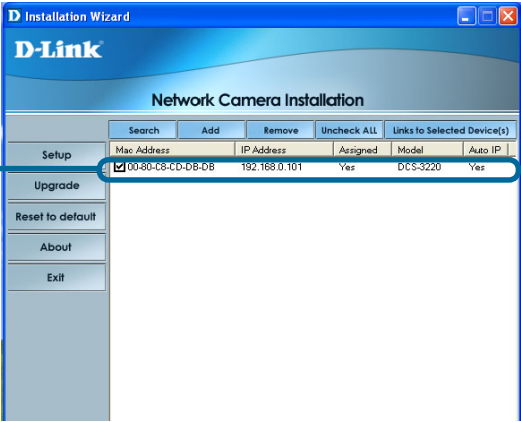 D Installation Wizard
D-Link
Network Camera Installation
Search Add Remove Uncheck ALL Links to Selected Device(s)
Mac Address IP Address Assigned Model Auto IP
00-80-C8-CD-DB-DB 192.168.0.101 Yes DCS-3220 Yes
Setup
Upgrade
Reset to default
About
Exit